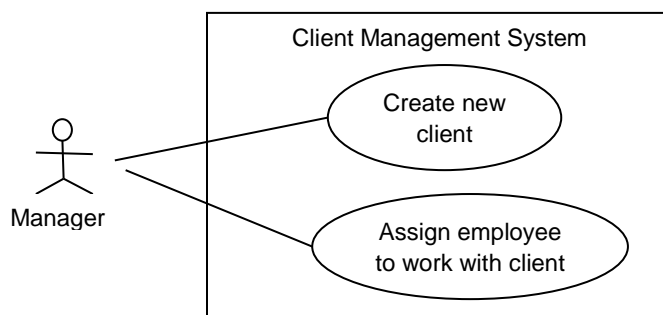 Client Management System
Create new
client
Manager
Assign employee
to work with client